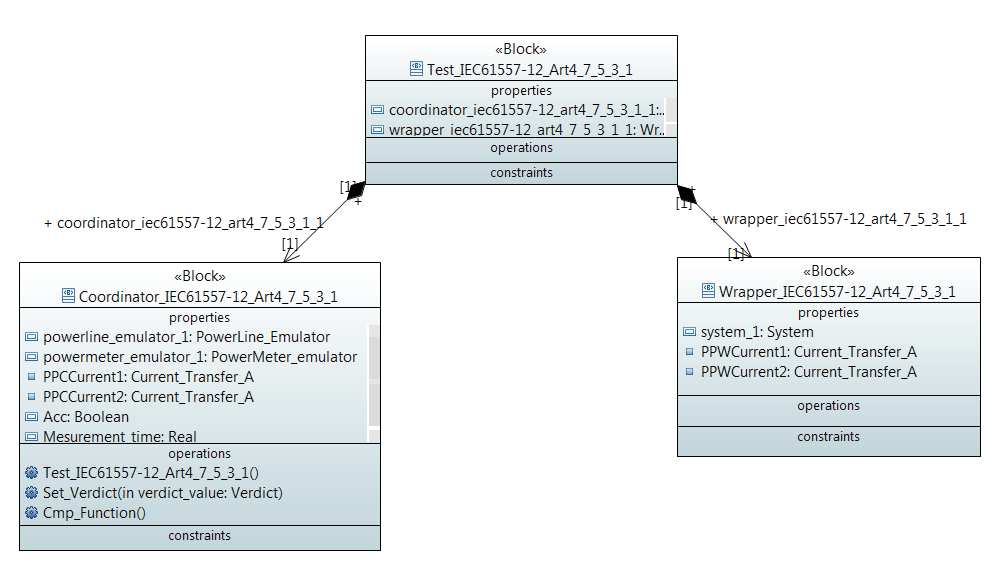 «Block»
Test_IEC61557-12_Art4_7_5_3_1
properties
coordinator_iec61557-12_art4_7_5_3_1_1:..
wrapper_iec61557-12_art4_7_5_3_1_1: Wr..
operations
constraints
[1]
+
+
[1]
+ coordinator_iec61557-12_art4_7_5_3_1_1
[1]
+ wrapper_iec61557-12_art4_7_5_3_1_1
[1]
«Block»
Coordinator_IEC61557-12_Art4_7_5_3_1
properties
powerline_emulator_1: PowerLine_Emulator
powermeter_emulator_1: PowerMeter_emulator
PPCCurrent1: Current_Transfer_A
PPCCurrent2: Current_Transfer_A
Acc: Boolean
Mesurement_time: Real
operations
Test_IEC61557-12_Art4_7_5_3_1()
Set_Verdict(in verdict_value: Verdict)
Cmp_Function()
constraints
«Block»
Wrapper_IEC61557-12_Art4_7_5_3_1
properties
system_1: System
PPWCurrent1: Current_Transfer_A
PPWCurrent2: Current_Transfer_A
operations
constraints